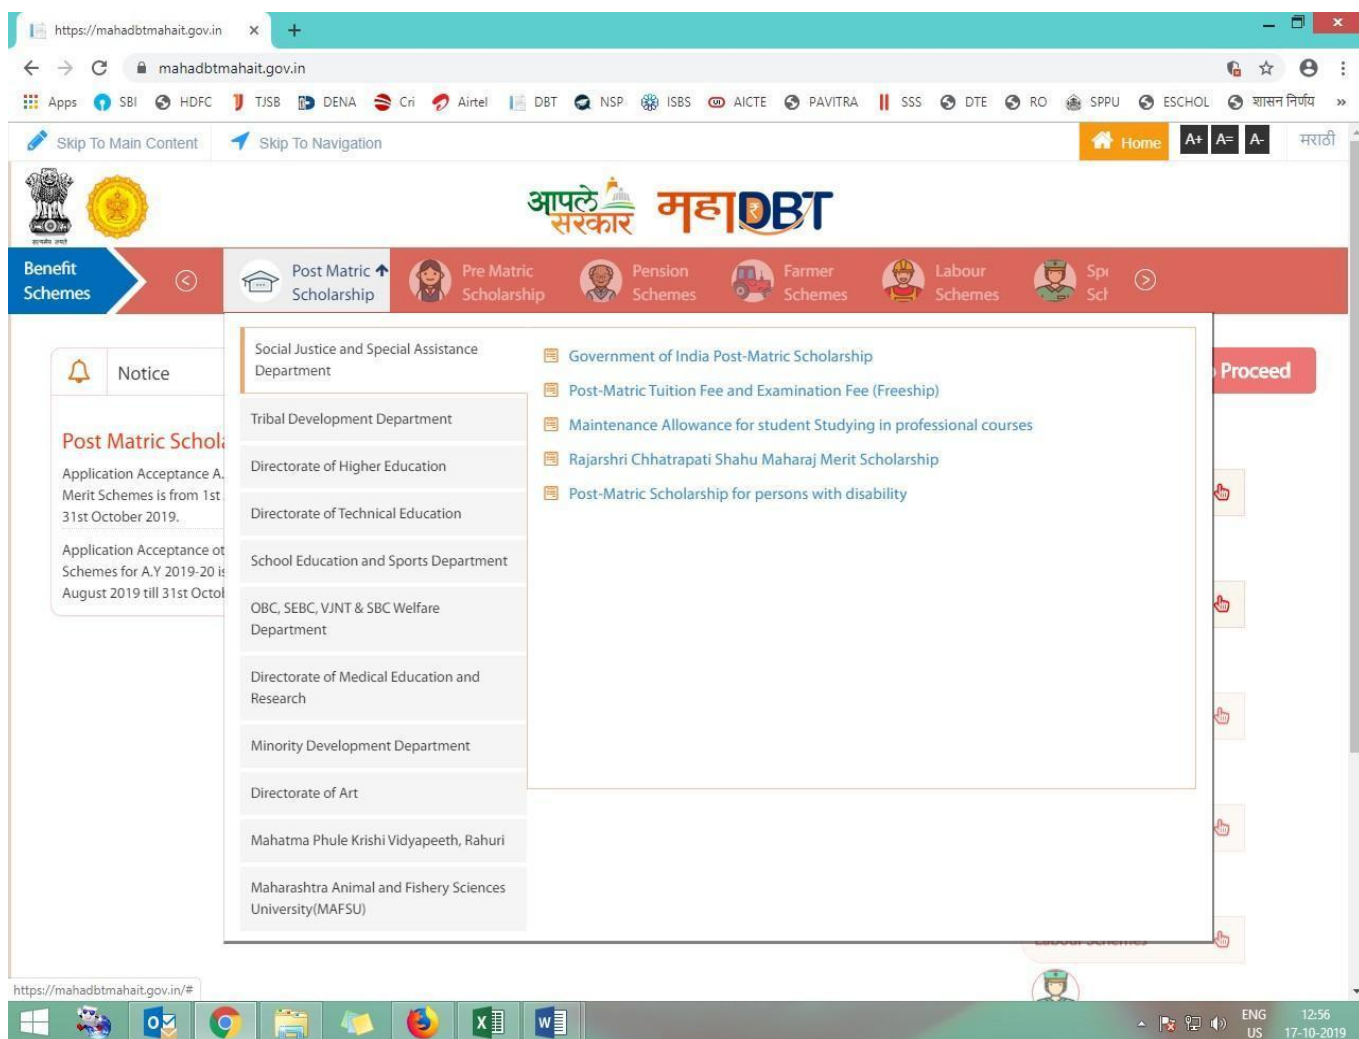 https://mahadbtmahait.gov.in
mahadbtmahait.gov.in
Apps SBI HDFC TJSB DENA Cri Airtel DBT NSP ISBS AICTE PAVITRA SSS DTE RO SPPU ESCHOL शासन निर्णय »
Skip To Main Content Skip To Navigation Home A+ A= A- मराठी
सत्यमेव जयते
आपले सरकार महाDBT
Benefit Schemes
Post Matric Scholarship
Pre Matric Scholarship
Pension Schemes
Farmer Schemes
Labour Schemes
Notice
Post Matric Schol
Application Acceptance A.
Merit Schemes is from 1st
31st October 2019.
Application Acceptance ot
Schemes for A.Y 2019-20 is
August 2019 till 31st Octo
Social Justice and Special Assistance
Department
Tribal Development Department
Directorate of Higher Education
Directorate of Technical Education
School Education and Sports Department
OBC, SEBC, VJNT & SBC Welfare
Department
Directorate of Medical Education and
Research
Minority Development Department
Directorate of Art
Mahatma Phule Krishi Vidyapeeth, Rahuri
Maharashtra Animal and Fishery Sciences
University(MAFSU)
Government of India Post-Matric Scholarship
Post-Matric Tuition Fee and Examination Fee (Freeship)
Maintenance Allowance for student Studying in professional courses
Rajarshri Chhatrapati Shahu Maharaj Merit Scholarship
Post-Matric Scholarship for persons with disability
Proceed
Labour Schemes
https://mahadbtmahait.gov.in/#
ENG 12:56
US 17-10-2019